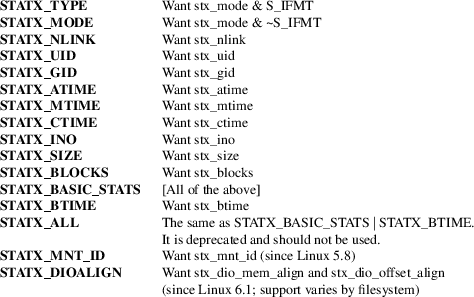 STATX_TYPE Want stx_mode & S_IFMT
STATX_MODE Want stx_mode & ~S_IFMT
STATX_NLINK Want stx_nlink
STATX_UID Want stx_uid
STATX_GID Want stx_gid
STATX_ATIME Want stx_atime
STATX_MTIME Want stx_mtime
STATX_CTIME Want stx_ctime
STATX_INO Want stx_ino
STATX_SIZE Want stx_size
STATX_BLOCKS Want stx_blocks
STATX_BASIC_STATS [All of the above]
STATX_BTIME Want stx_btime
STATX_ALL The same as STATX_BASIC_STATS | STATX_BTIME.
It is deprecated and should not be used.
STATX_MNT_ID Want stx_mnt_id (since Linux 5.8)
STATX_DIOALIGN Want stx_dio_mem_align and stx_dio_offset_align
(since Linux 6.1; support varies by filesystem)